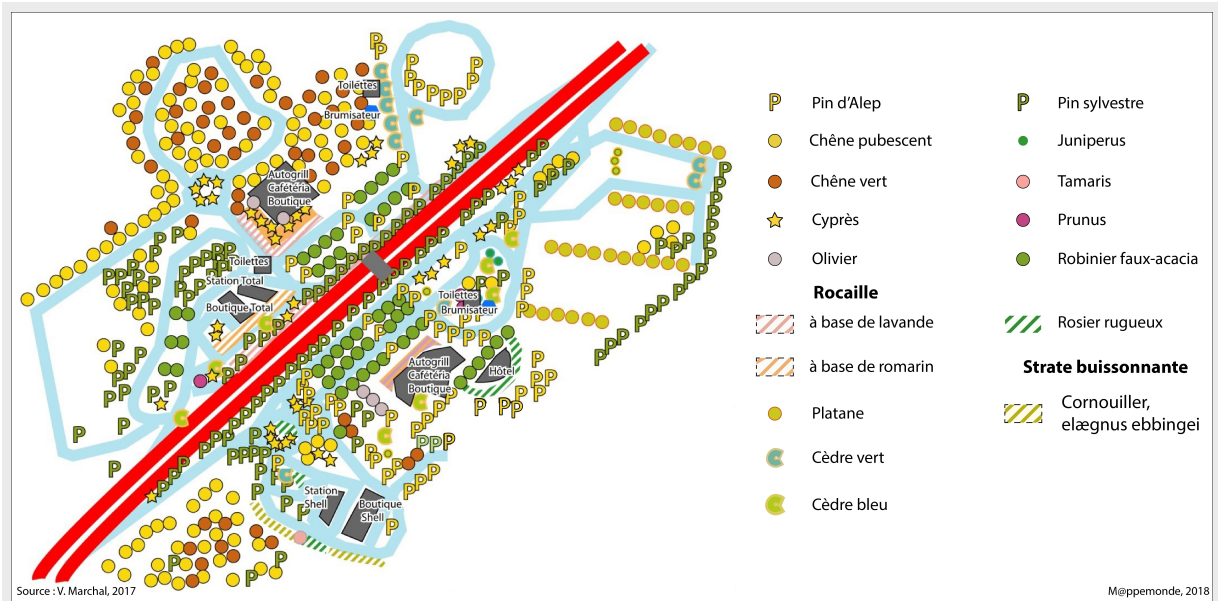 Toilettes
Brumisateur
Autogrill
Cafétéria
Boutique
Toilettes
Station Total
Boutique Total
Toilettes
Brumisateur
Autogrill
Cafétéria
Boutique
Hôtel
Station
Shell
Boutique
Shell
Pin d'Alep
Chêne pubescent
Chêne vert
Cyprès
Olivier
Rocaille
à base de lavande
à base de romarin
Platane
Cèdre vert
Cèdre bleu
Pin sylvestre
Juniperus
Tamaris
Prunus
Robinier faux-acacia
Rosier rugueux
Strate buissonnante
Cornouiller,
elægnus ebbingei
Source : V. Marchal, 2017
M@ppemonde, 2018